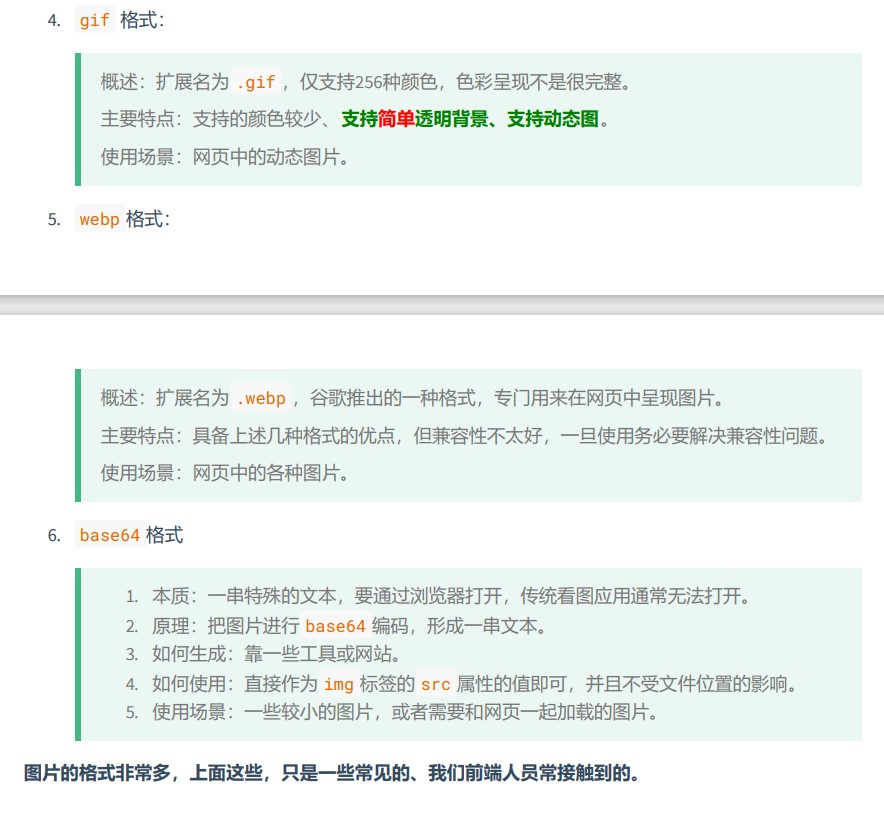 4. gif 格式：
概述：扩展名为 .gif ，仅支持256种颜色，色彩呈现不是很完整。
主要特点：支持的颜色较少、支持简单透明背景、支持动态图。
使用场景：网页中的动态图片。
5. webp 格式：
概述：扩展名为 .webp ，谷歌推出的一种格式，专门用来在网页中呈现图片。
主要特点：具备上述几种格式的优点，但兼容性不太好，一旦使用务必要解决兼容性问题。
使用场景：网页中的各种图片。
6. base64 格式
1. 本质：一串特殊的文本，要通过浏览器打开，传统看图应用通常无法打开。
2. 原理：把图片进行 base64 编码，形成一串文本。
3. 如何生成：靠一些工具或网站。
4. 如何使用：直接作为 img 标签的 src 属性的值即可，并且不受文件位置的影响。
5. 使用场景：一些较小的图片，或者需要和网页一起加载的图片。
图片的格式非常多，上面这些，只是一些常见的、我们前端人员常接触到的。